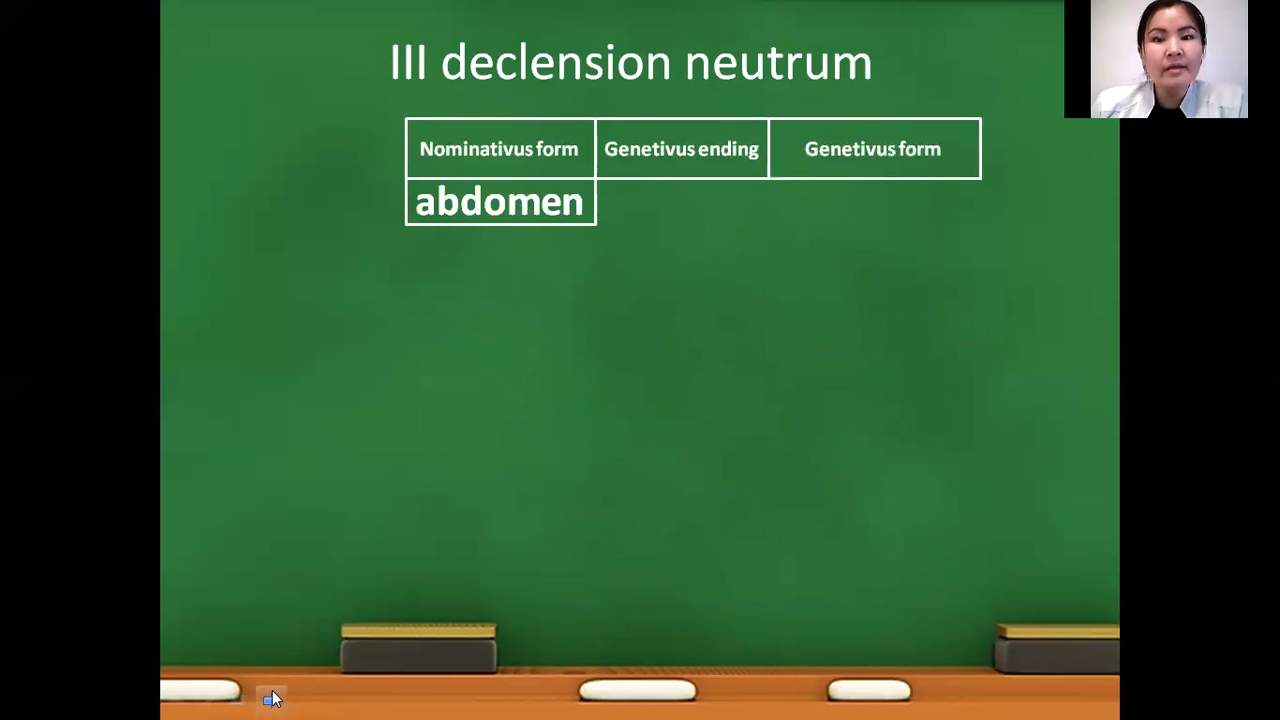 III declension neutrum
Nominativus form Genetivus ending Genetivus form
abdomen